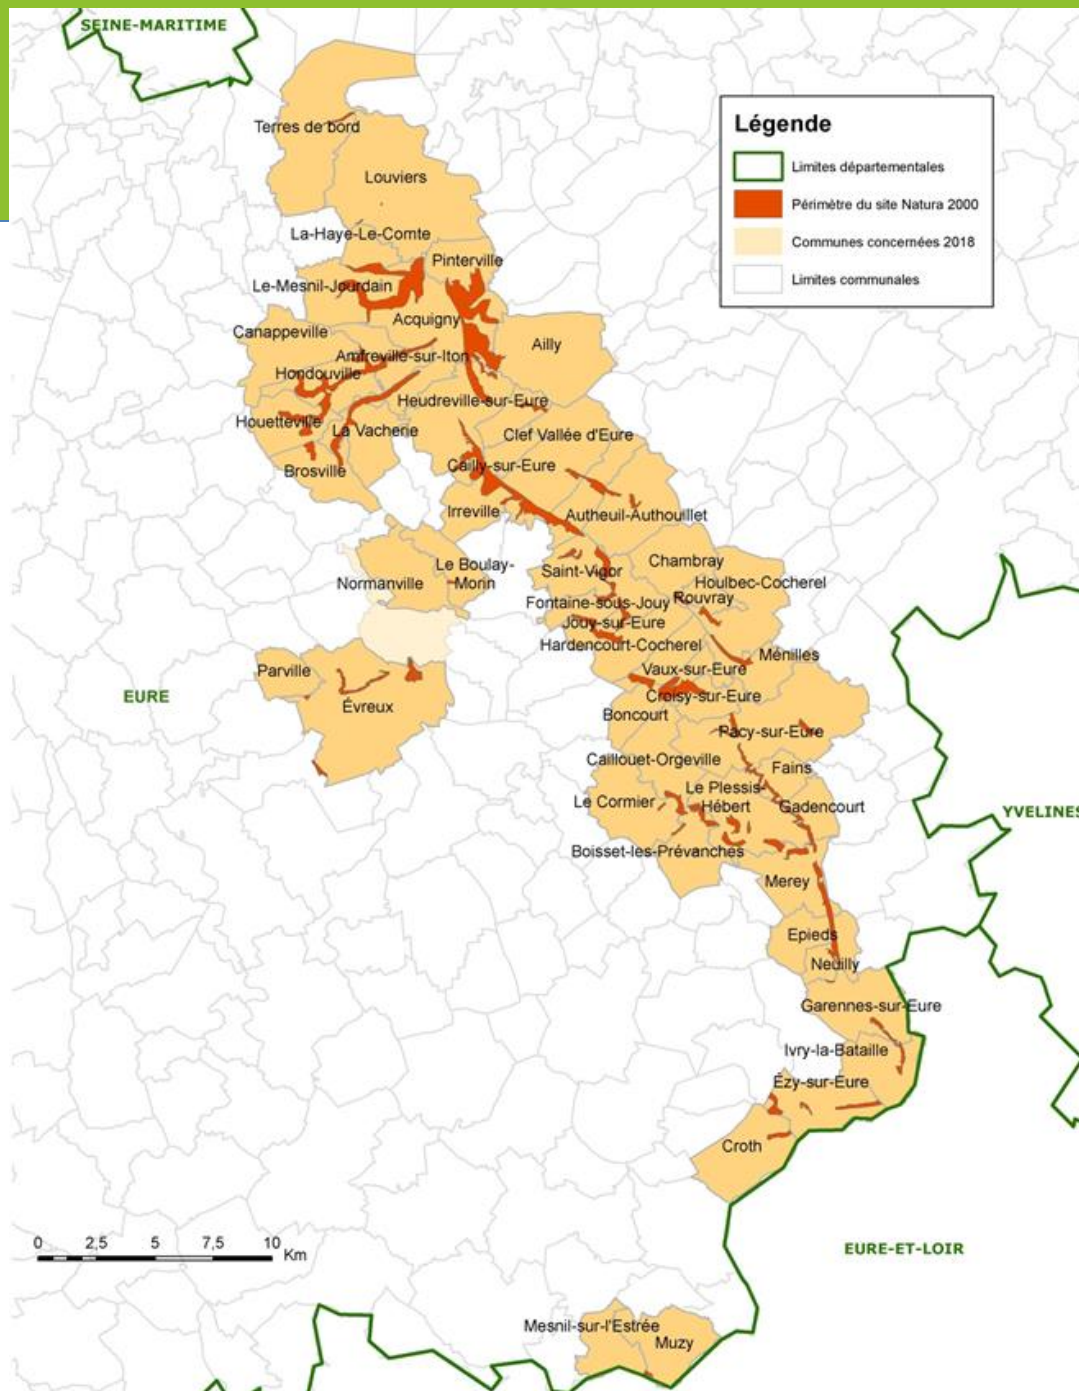 SEINE-MARITIME
Légende
Limites départementales
Périmètre du site Natura 2000
Communes concernées 2018
Limites communales
Terres de bord
Louviers
La-Haye-Le-Comte
Pinterville
Le-Mesnil-Jourdain
Acquigny
Canappeville
Ailly
Amfreville-sur-Iton
Hondouville
Heudreville-sur-Eure
Houetteville
La Vacherie
Clef Vallée d'Eure
Brosville
Cailly-sur-Eure
Irreville
Autheuil-Authouillet
Chambray
Le Boulay-
Morin
Normanville
Saint-Vigor
Houlbec-Cocherel
Rouvray
Fontaine-sous-Jouy
Jouy-sur-Eure
Hardencourt-Cocherel
Ménilles
Parville
Vaux-sur-Eure
EURE
Croisy-sur-Eure
Évreux
Boncourt
Pacy-sur-Eure
Caillouet-Orgeville
Fains
Le Plessis-
Hébert
Le Cormier
Gadencourt
YVELINES
Boisset-les-Prévanches
Merey
Epieds
Neuilly
Garennes-sur-Eure
Ivry-la-Bataille
Ézy-sur-Eure
Croth
0 2,5 5 7,5 10
Km
EURE-ET-LOIR
Mesnil-sur-l'Estrée
Muzy